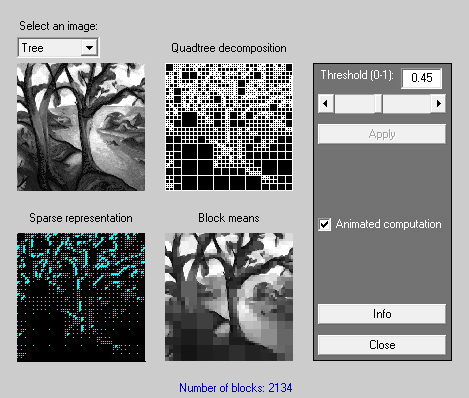 Select an image:
Tree
Quadtree decomposition
Threshold (0-1): 0.45
Apply
Sparse representation
Block means
Animated computation
Info
Close
Number of blocks: 2134